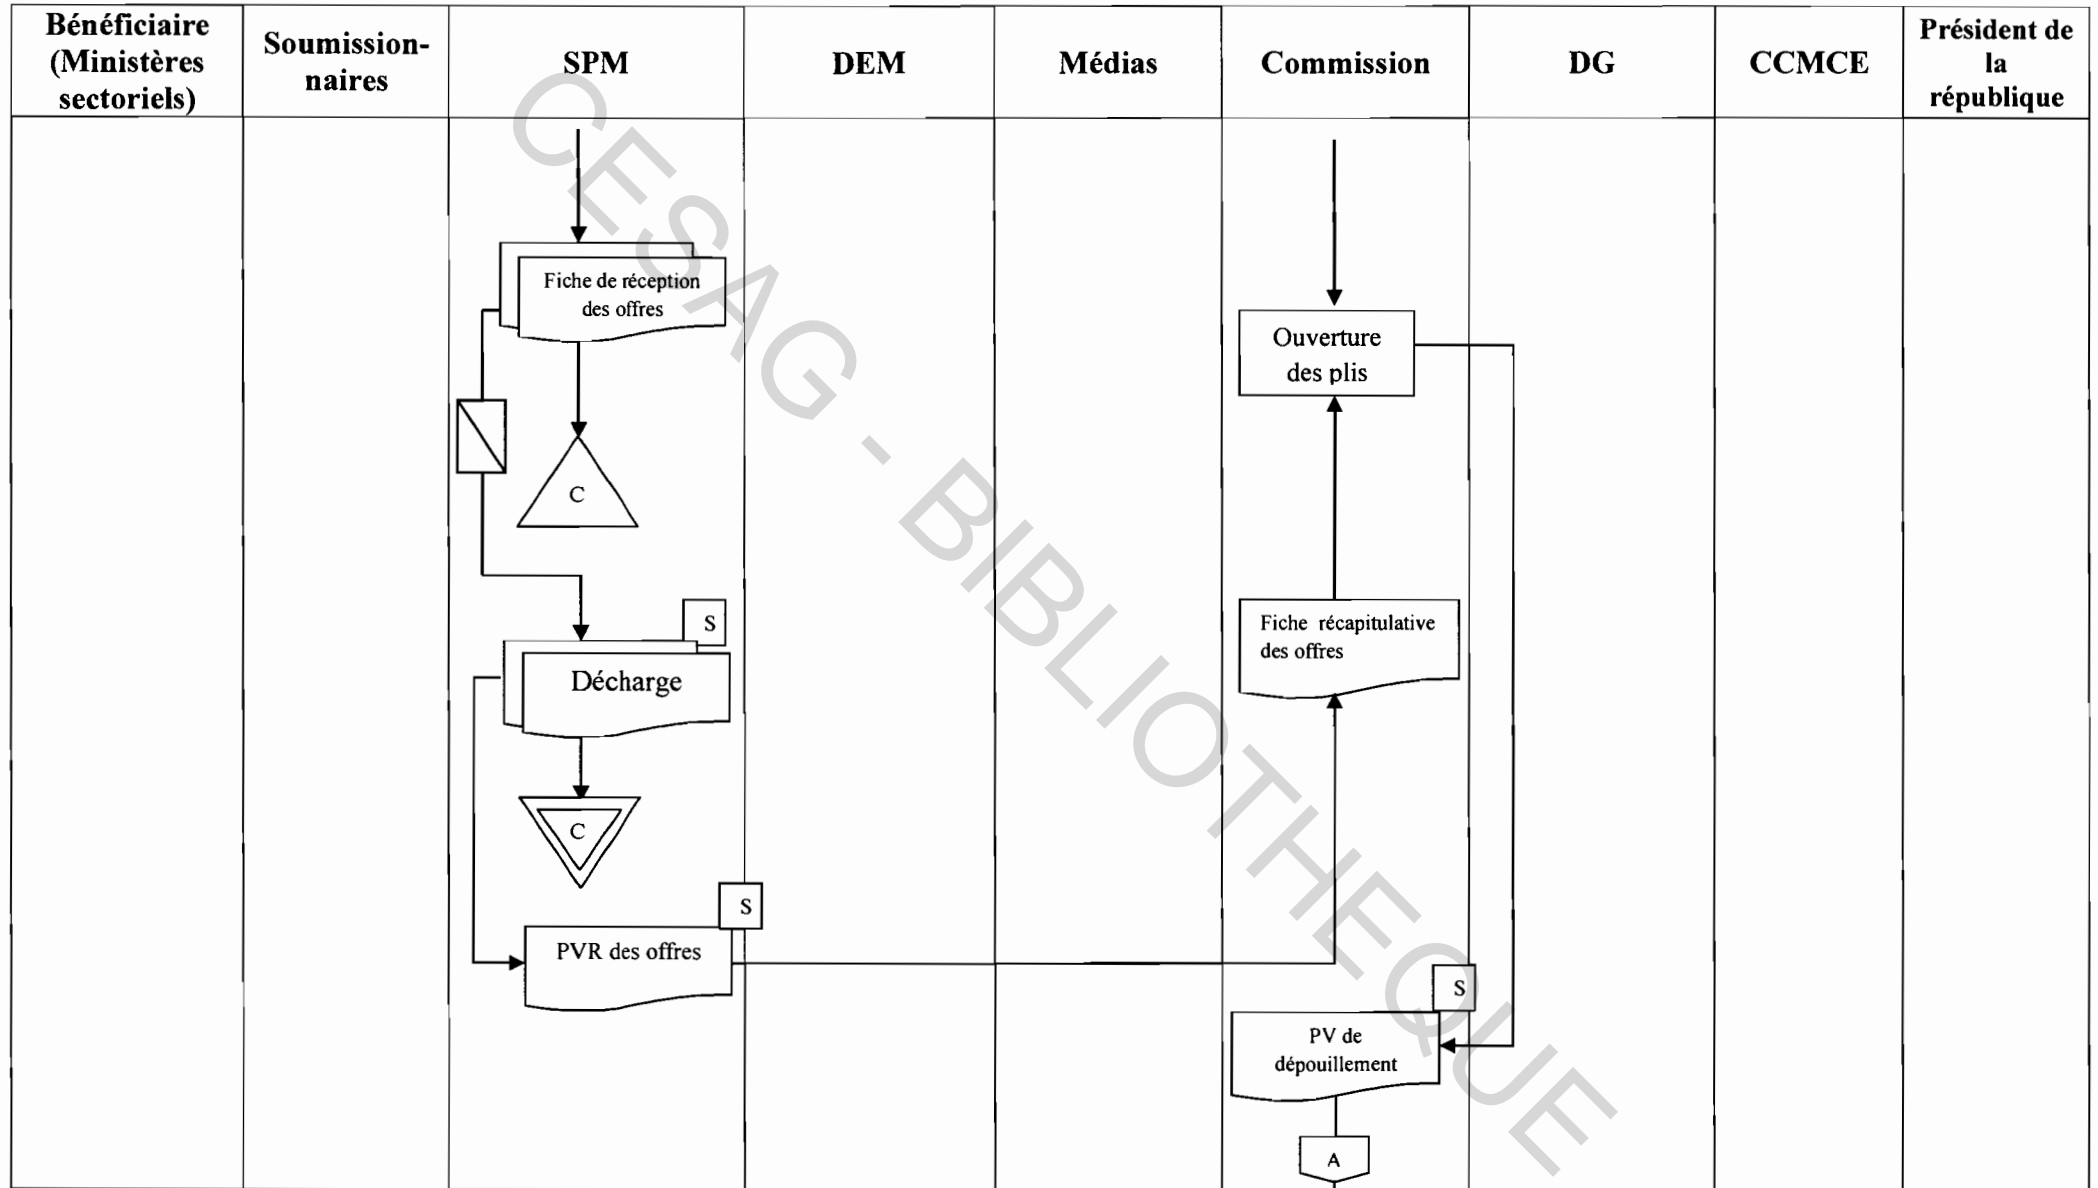 Bénéficiaire
(Ministères
sectoriels)
Soumission-
naires
SPM
DEM
Médias
Commission
DG
CCMCE
Président de
la
république
Fiche de réception
des offres
C
S
Décharge
C
S
PVR des offres
Ouverture
des plis
Fiche récapitulative
des offres
S
PV de
dépouillement
A
CESAG - BIBLIOTHEQUE